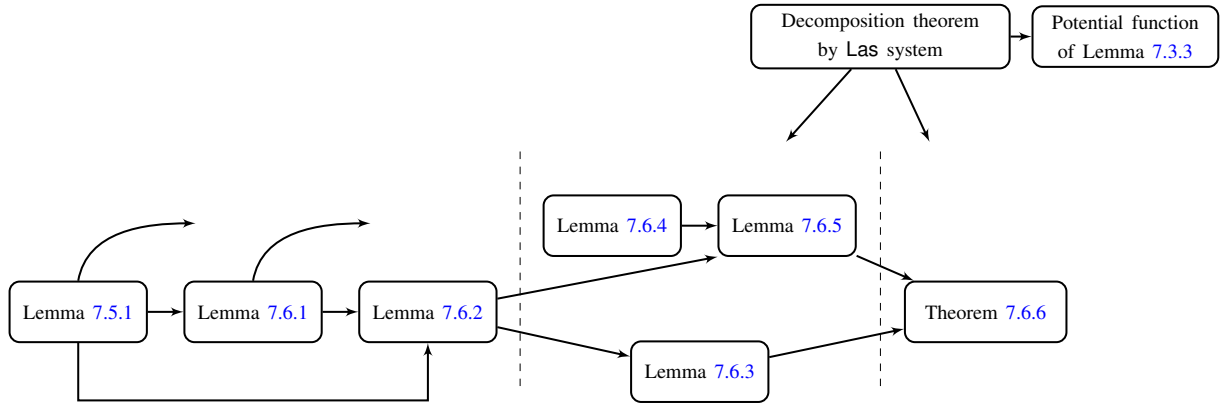 Decomposition theorem
by Las system
Potential function
of Lemma 7.3.3
Lemma 7.6.4
Lemma 7.6.5
Lemma 7.5.1
Lemma 7.6.1
Lemma 7.6.2
Theorem 7.6.6
Lemma 7.6.3